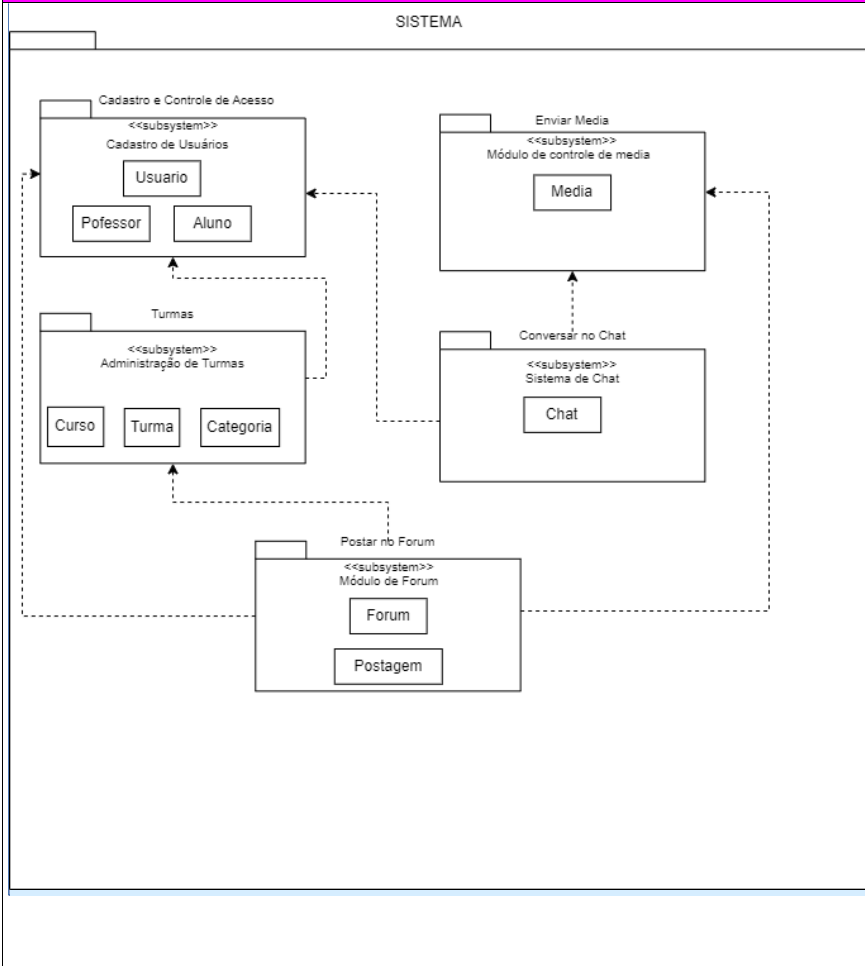 SISTEMA
Cadastro e Controle de Acesso
<<subsystem>>
Cadastro de Usuários
Usuario
Pofessor
Aluno
Enviar Media
<<subsystem>>
Módulo de controle de media
Media
Turmas
<<subsystem>>
Administração de Turmas
Curso
Turma
Categoria
Conversar no Chat
<<subsystem>>
Sistema de Chat
Chat
Postar no Forum
<<subsystem>>
Módulo de Forum
Forum
Postagem